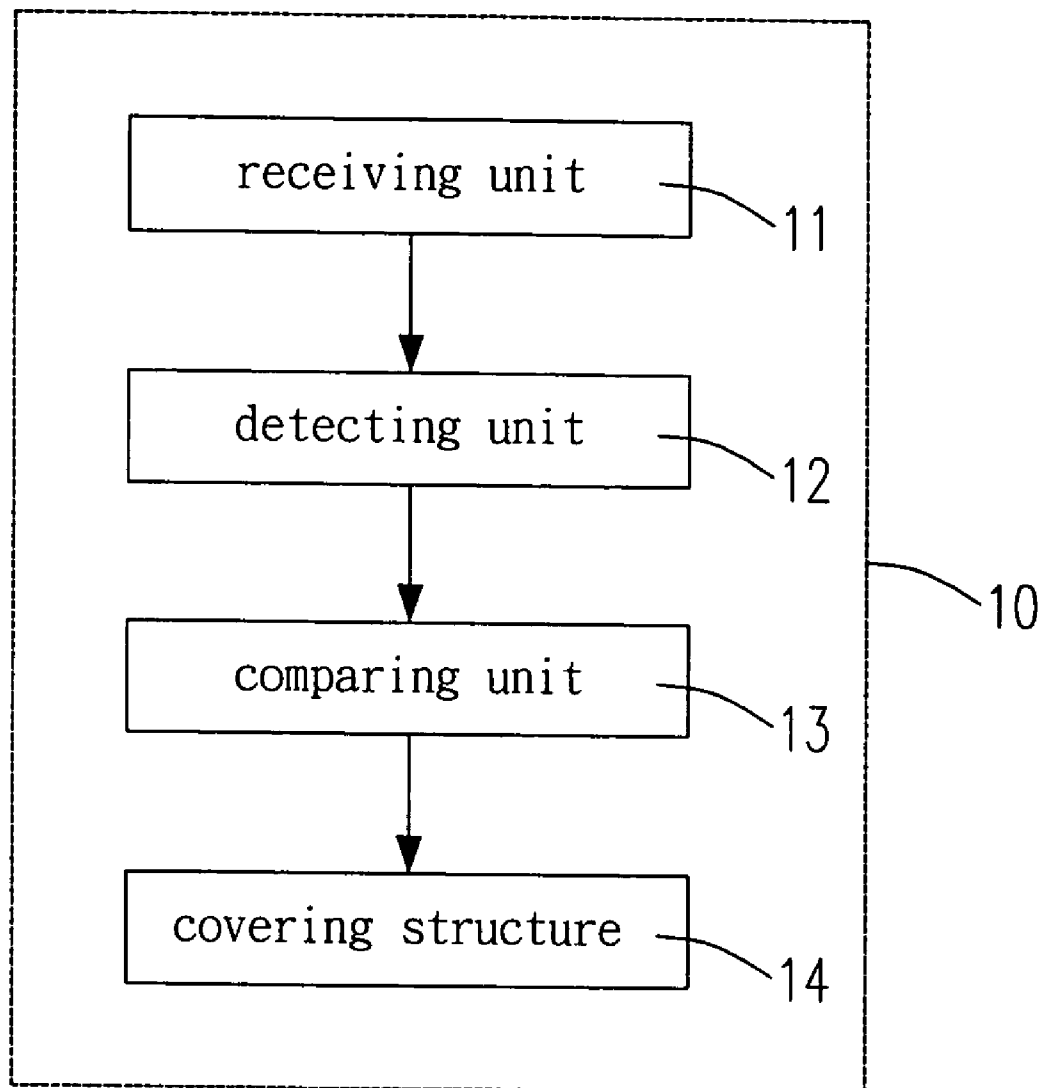 receiving unit
11
detecting unit
12
10
comparing unit
13
covering structure
14